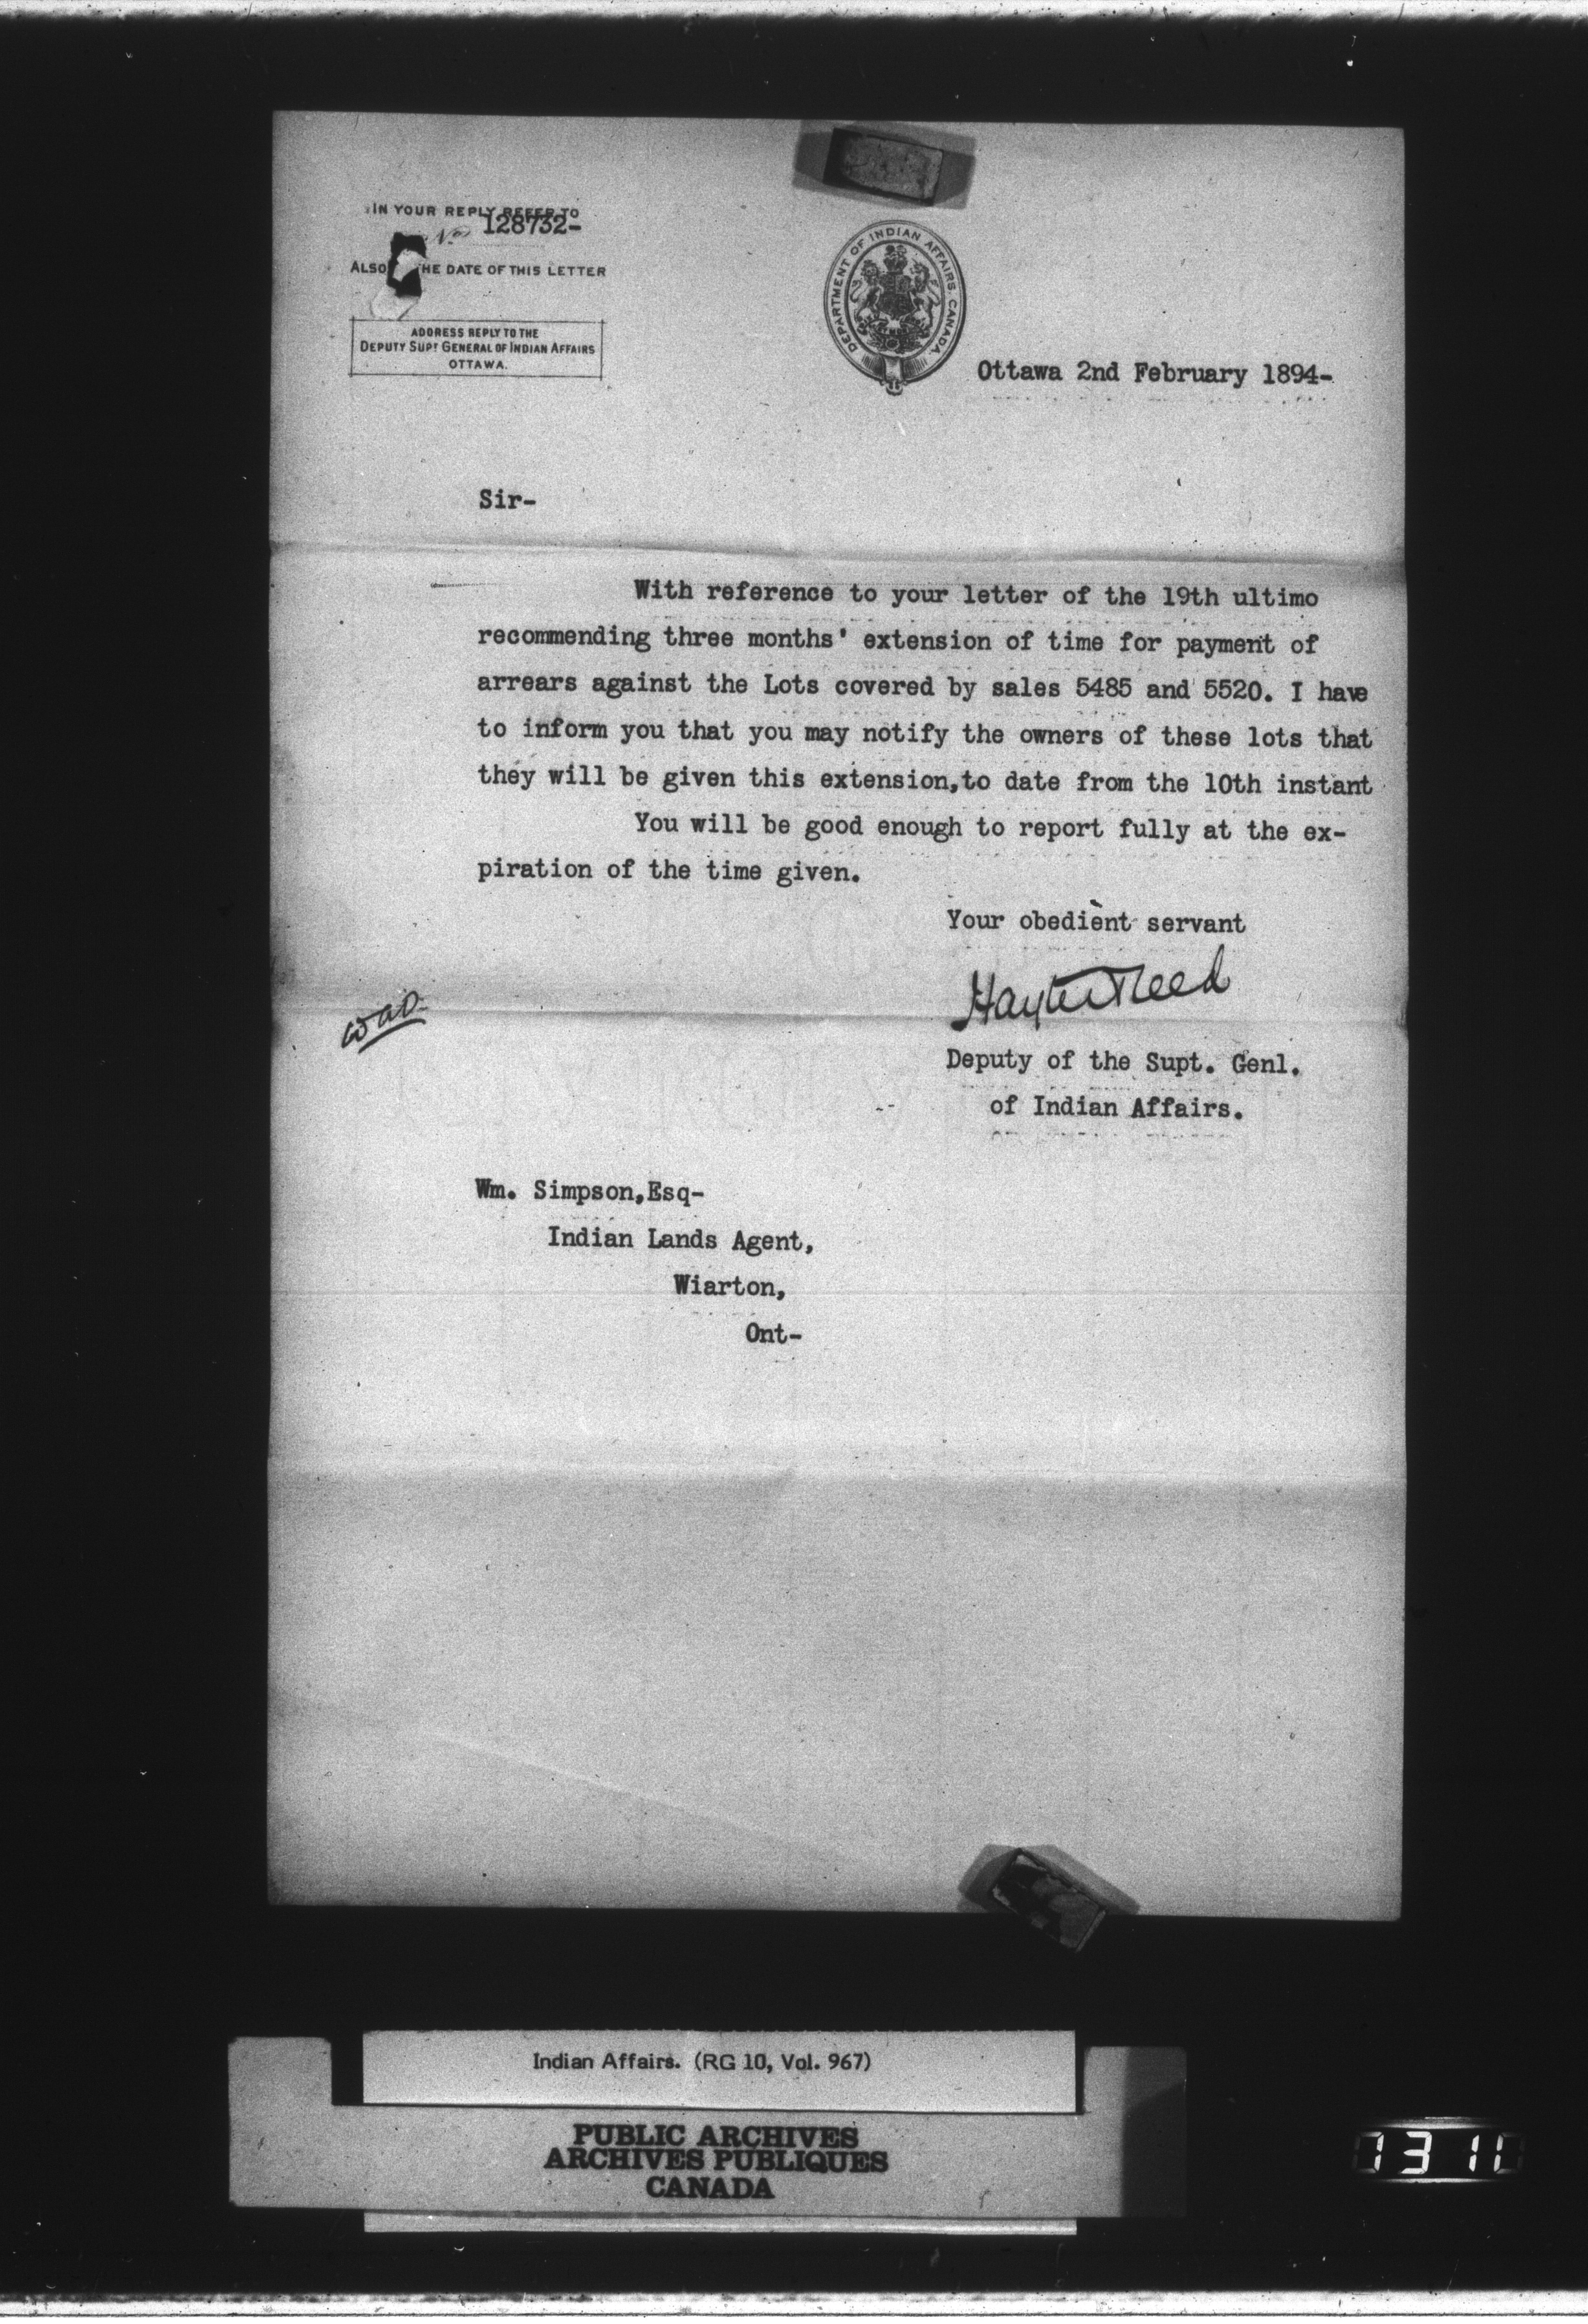 IN YOUR REPLY REFER TO
No 128732-
ALSO THE DATE OF THIS LETTER
ADDRESS REPLY TO THE
DEPUTY SUPT GENERAL OF INDIAN AFFAIRS
OTTAWA.
DEPARTMENT OF INDIAN AFFAIRS. CANADA.
Ottawa 2nd February 1894-
Sir-
With reference to your letter of the 19th ultimo
recommending three months' extension of time for payment of
arrears against the Lots covered by sales 5485 and 5520. I have
to inform you that you may notify the owners of these lots that
they will be given this extension,to date from the 10th instant
You will be good enough to report fully at the ex-
piration of the time given.
Your obedient servant
Hayter Reed
Deputy of the Supt. Genl.
of Indian Affairs.
Wm. Simpson,Esq-
Indian Lands Agent,
Wiarton,
Ont-
Indian Affairs. (RG 10, Vol. 967)
PUBLIC ARCHIVES
ARCHIVES PUBLIQUES
CANADA